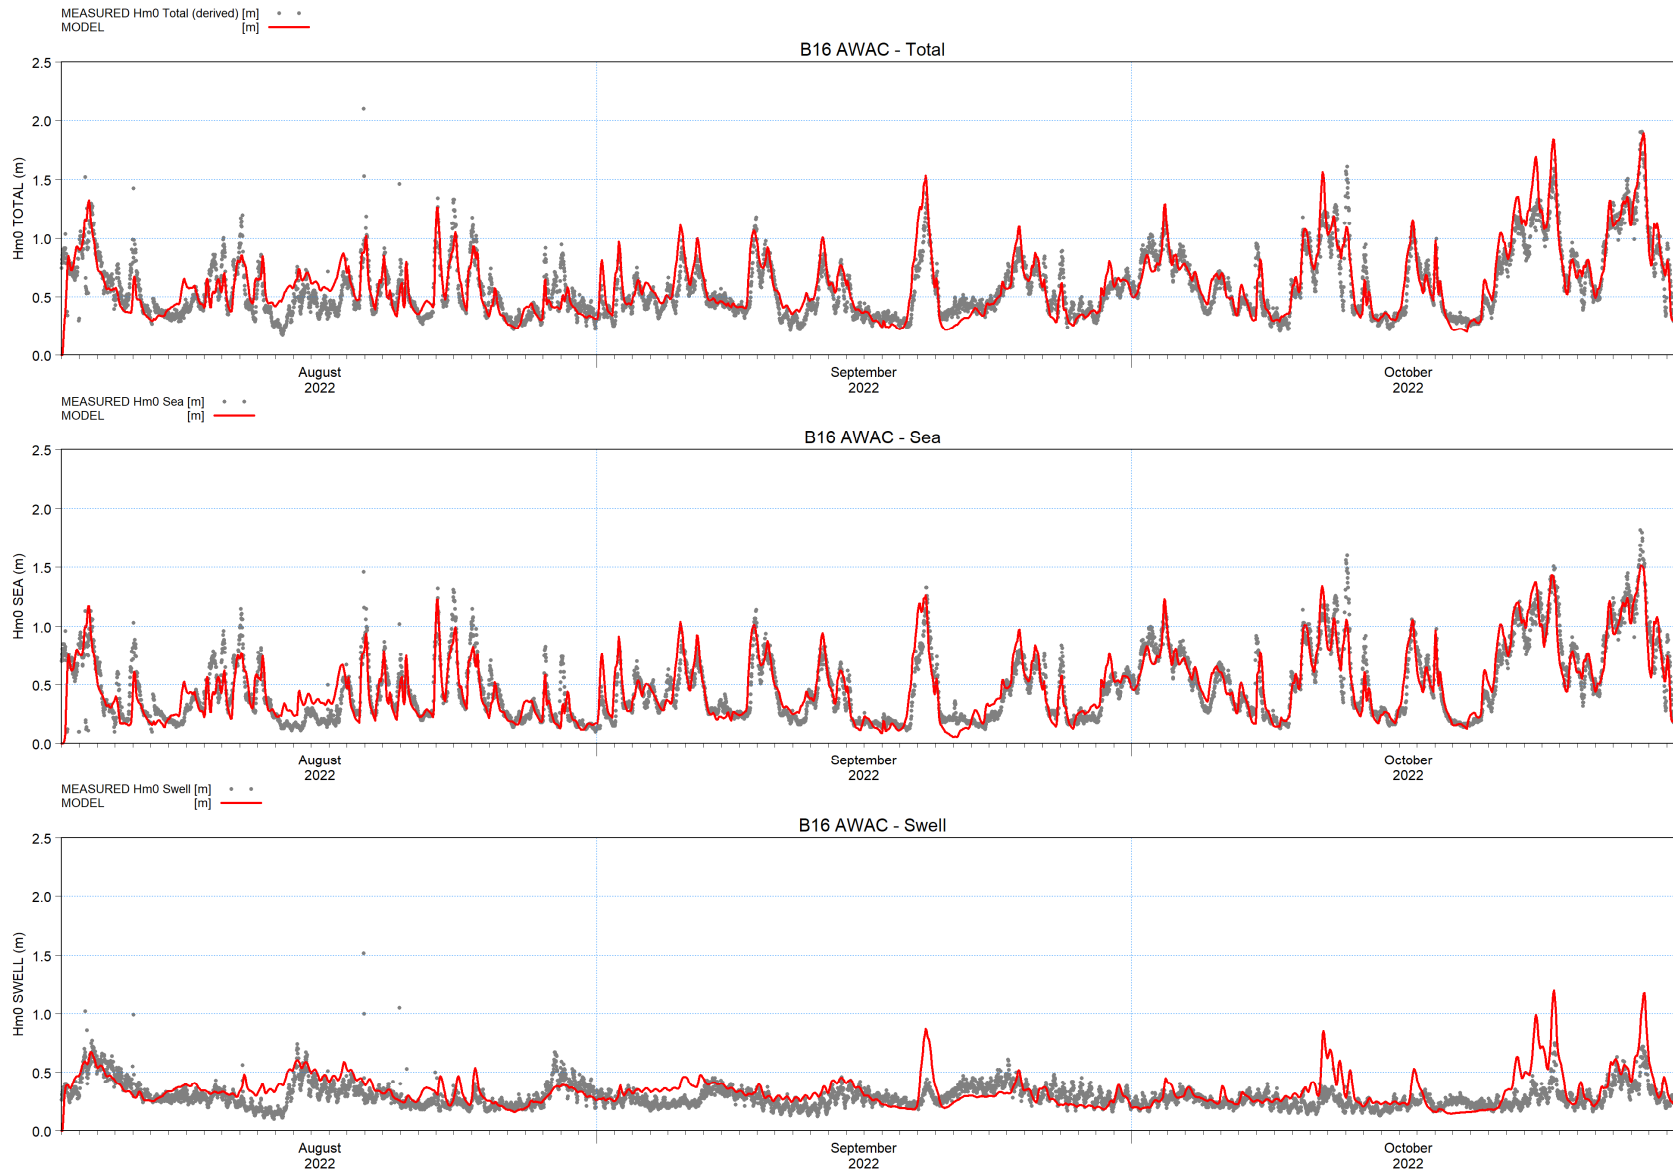 MEASURED Hm0 Total (derived) [m]
MODEL [m]
B16 AWAC - Total
Hm0 TOTAL (m)
2.5
2.0
1.5
1.0
0.5
0.0
August
2022
September
2022
October
2022
MEASURED Hm0 Sea [m]
MODEL [m]
B16 AWAC - Sea
Hm0 SEA (m)
2.5
2.0
1.5
1.0
0.5
0.0
August
2022
September
2022
October
2022
MEASURED Hm0 Swell [m]
MODEL [m]
B16 AWAC - Swell
Hm0 SWELL (m)
2.5
2.0
1.5
1.0
0.5
0.0
August
2022
September
2022
October
2022